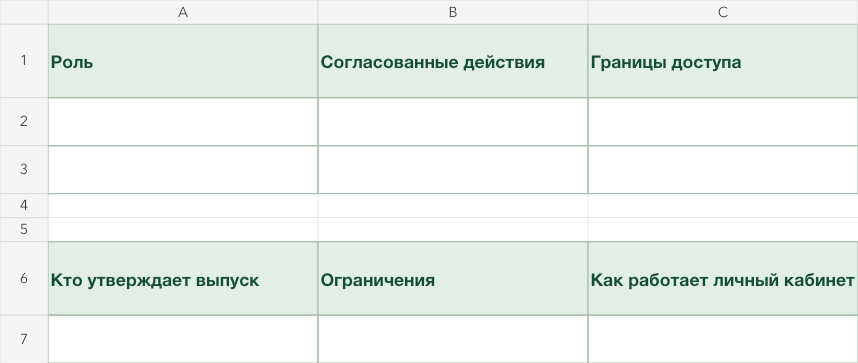 A B C
1 Роль Согласованные действия Границы доступа
2
3
4
5
6 Кто утверждает выпуск Ограничения Как работает личный кабинет
7